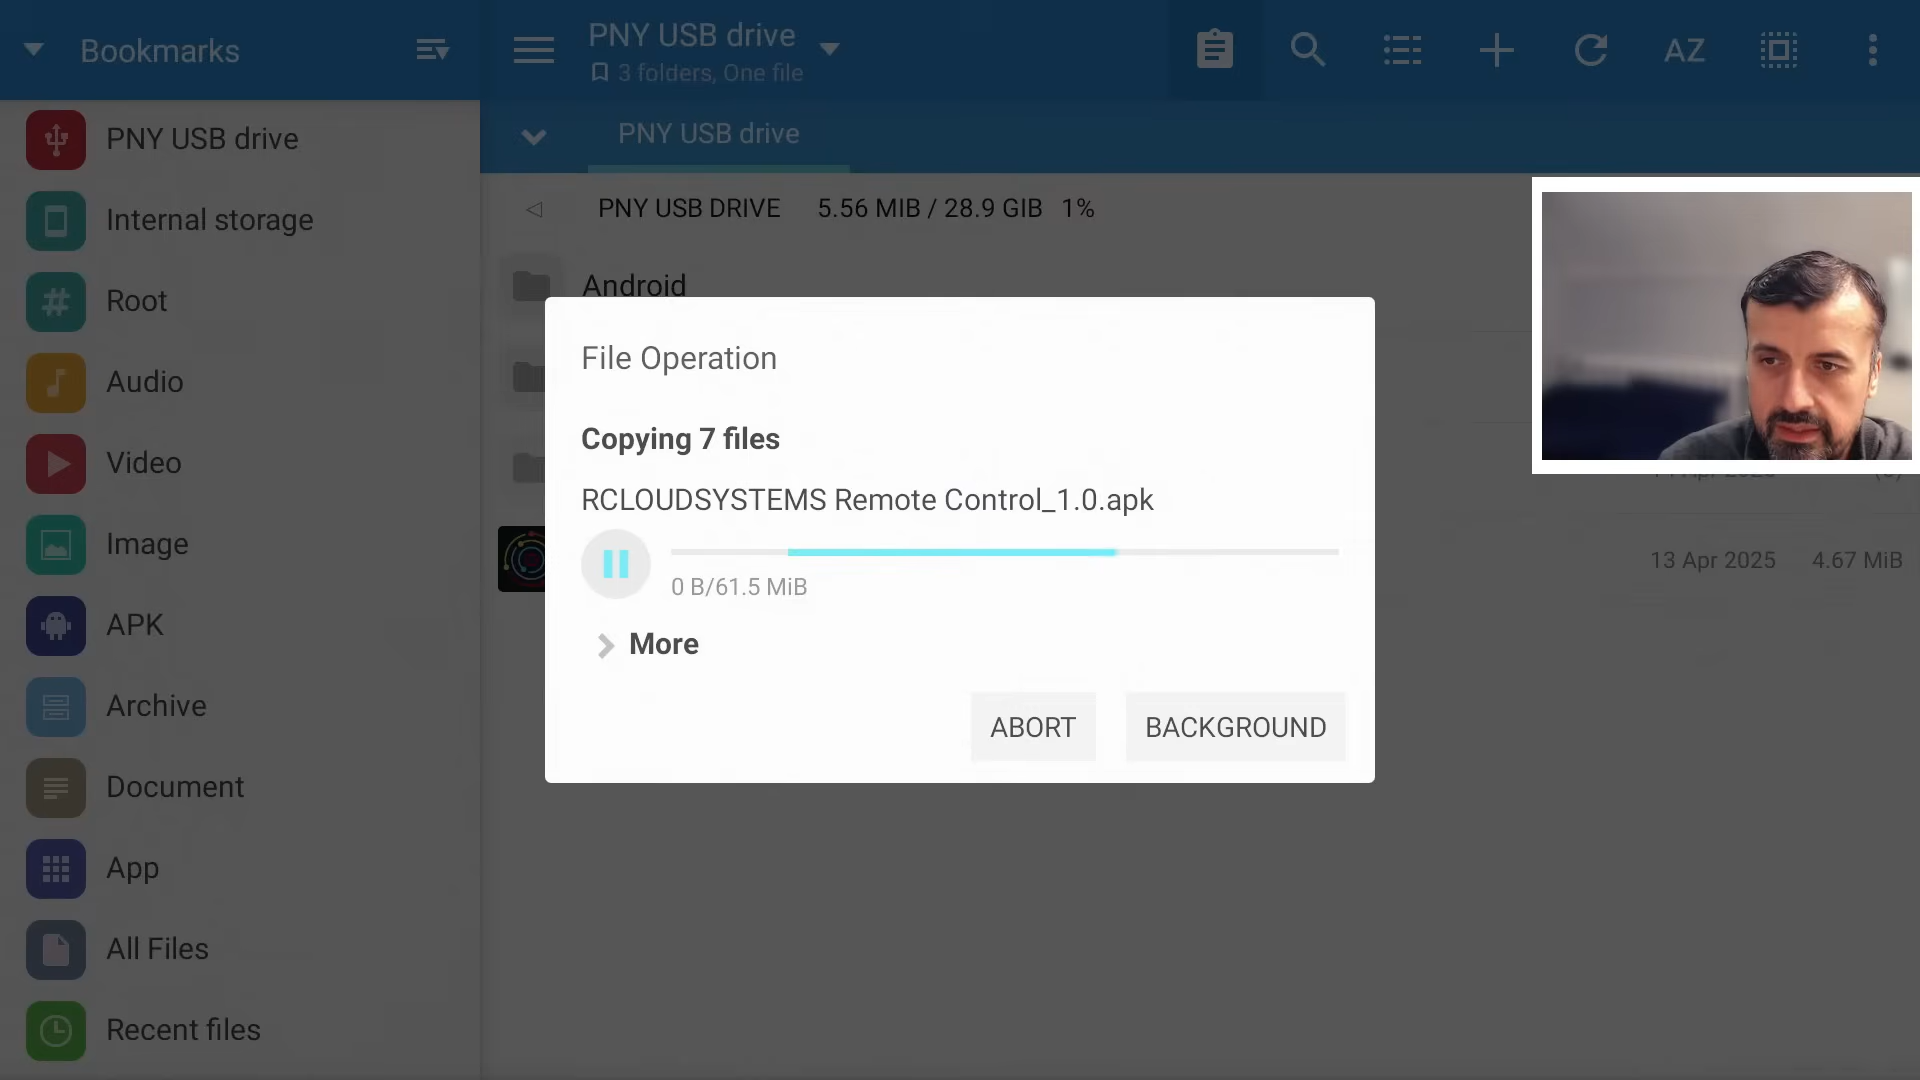 Bookmarks
PNY USB drive
3 folders, One file
AZ
PNY USB drive
PNY USB drive
Internal storage
Root
Audio
Video
Image
APK
Archive
Document
App
All Files
Recent files
PNY USB DRIVE 5.56 MIB / 28.9 GIB 1%
Android
File Operation
Copying 7 files
RCLOUDSYSTEMS Remote Control_1.0.apk
0 B/61.5 MiB
More
ABORT BACKGROUND
13 Apr 2025 4.67 MiB